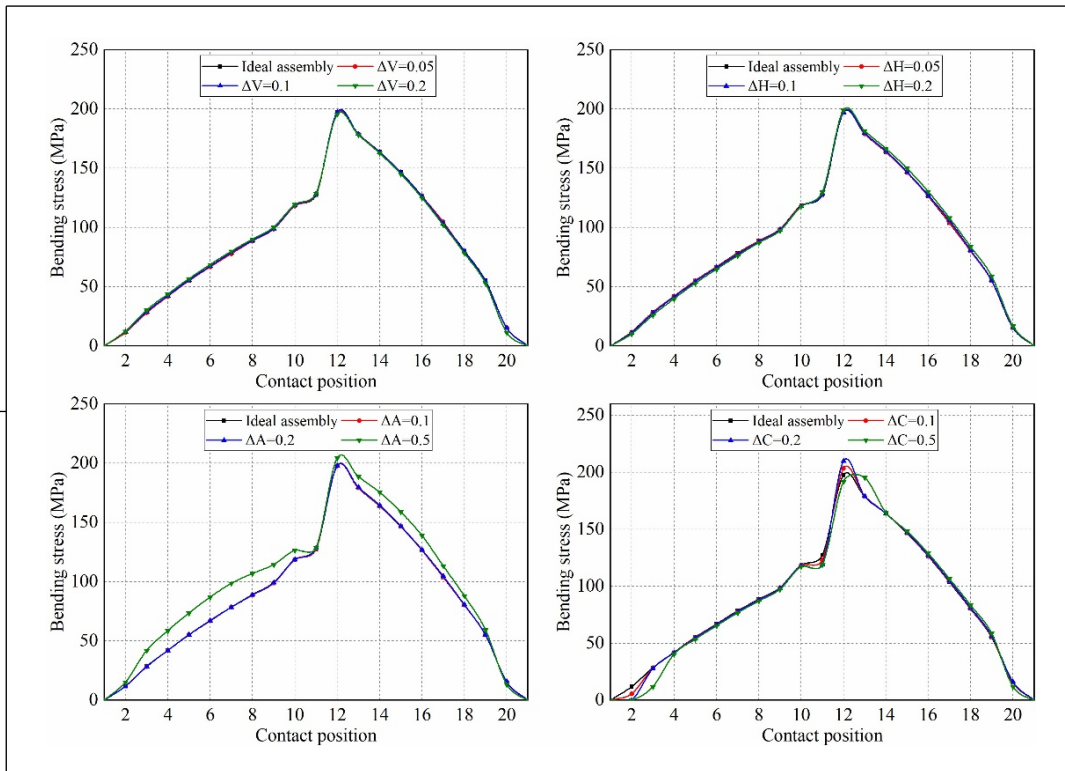 250
Ideal assembly ΔV=0.05
ΔV=0.1 ΔV=0.2
200
150
100
50
0
2 4 6 8 10 12 14 16 18 20
Bending stress (MPa)
Contact position
250
Ideal assembly ΔH=0.05
ΔH=0.1 ΔH=0.2
200
150
100
50
0
2 4 6 8 10 12 14 16 18 20
Bending stress (MPa)
Contact position
250
Ideal assembly ΔA=0.1
ΔA=0.2 ΔA=0.5
200
150
100
50
0
2 4 6 8 10 12 14 16 18 20
Bending stress (MPa)
Contact position
250
Ideal assembly ΔC=0.1
ΔC=0.2 ΔC=0.5
200
150
100
50
0
2 4 6 8 10 12 14 16 18 20
Bending stress (MPa)
Contact position